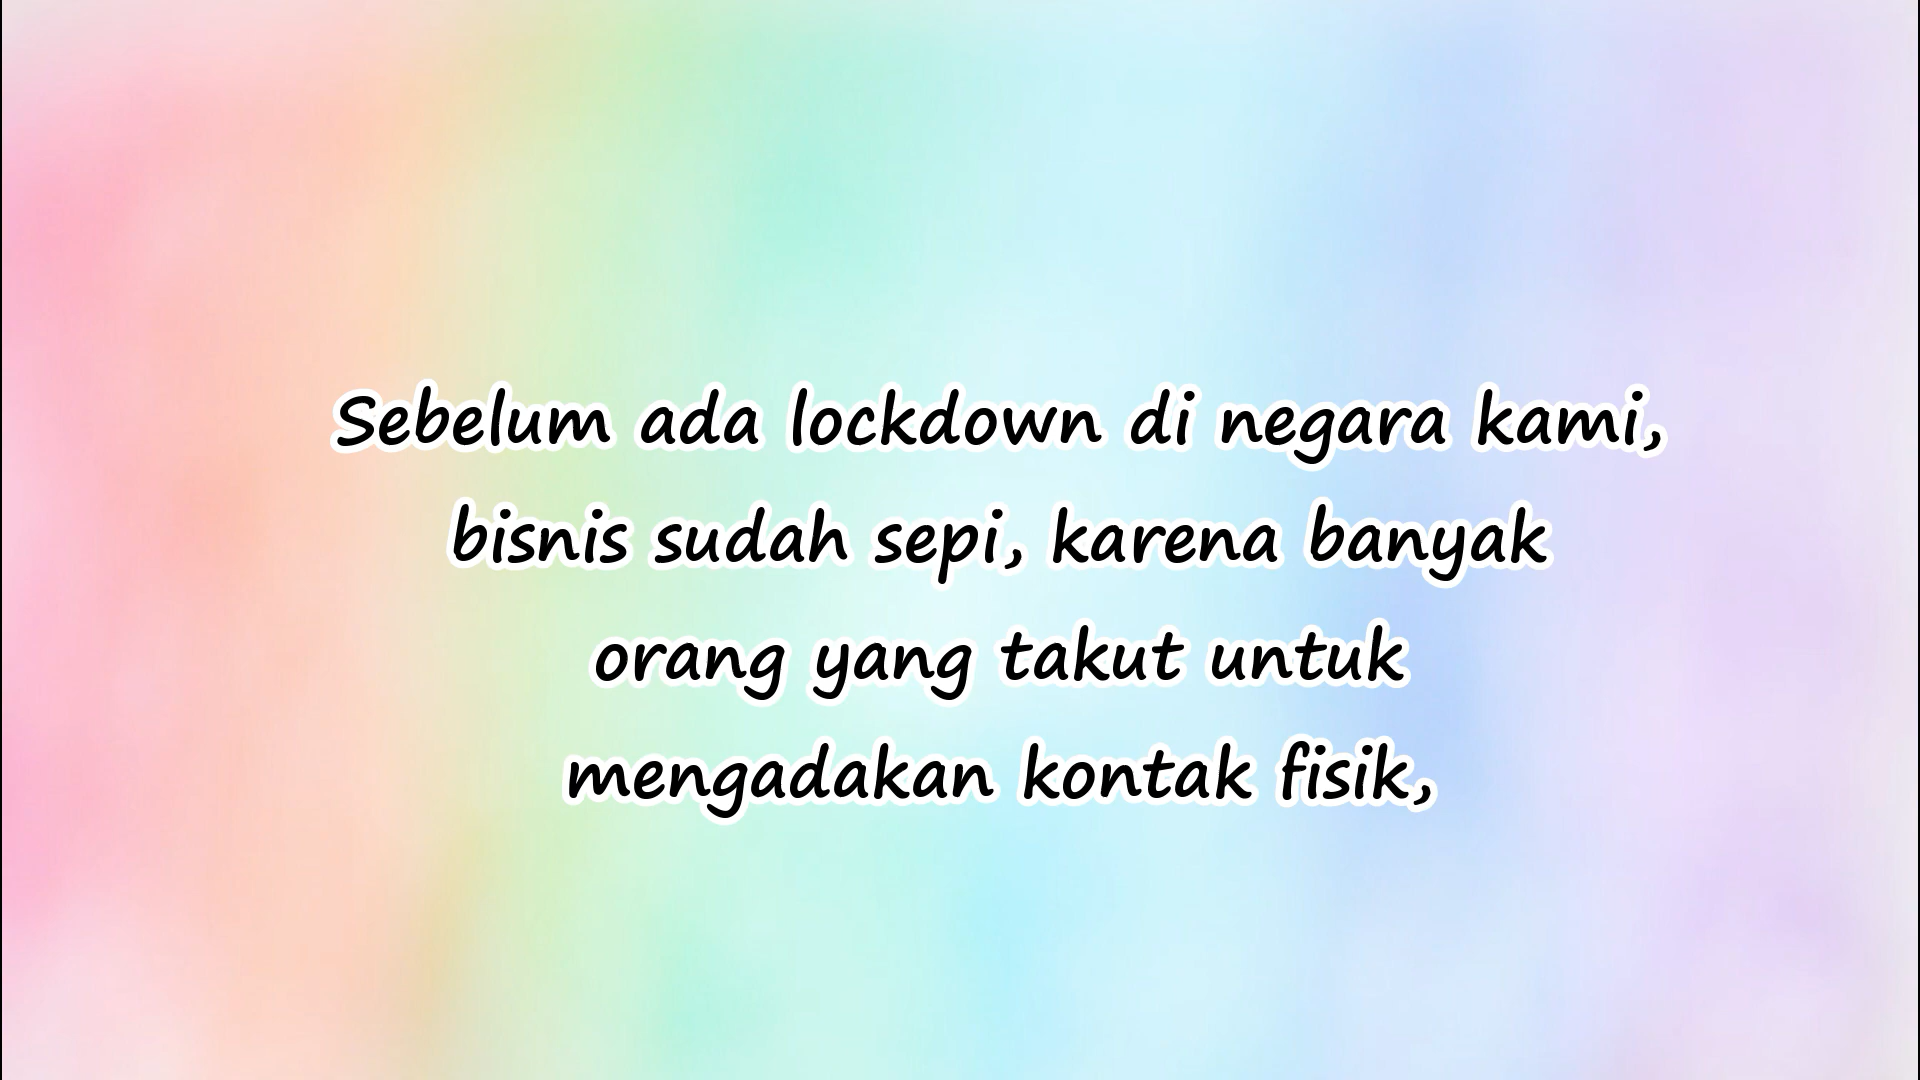 Sebelum ada lockdown di negara kami,
bisnis sudah sepi, karena banyak
orang yang takut untuk
mengadakan kontak fisik,